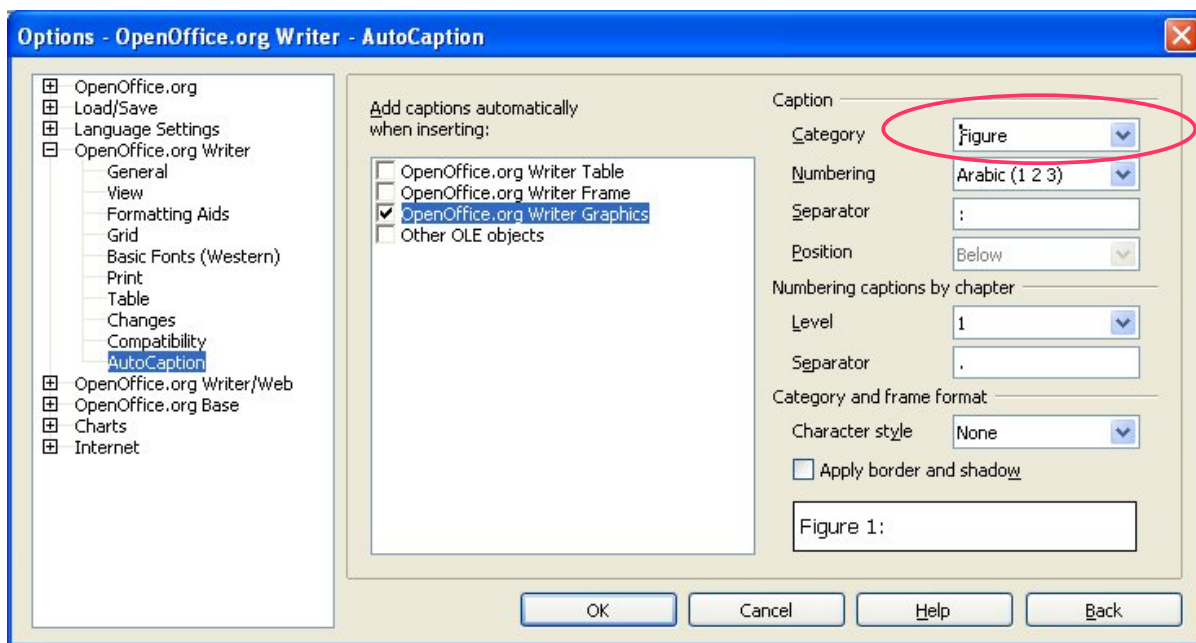 Options - OpenOffice.org Writer - AutoCaption
OpenOffice.org
Load/Save
Language Settings
OpenOffice.org Writer
General
View
Formatting Aids
Grid
Basic Fonts (Western)
Print
Table
Changes
Compatibility
AutoCaption
OpenOffice.org Writer/Web
OpenOffice.org Base
Charts
Internet
Add captions automatically
when inserting:
OpenOffice.org Writer Table
OpenOffice.org Writer Frame
OpenOffice.org Writer Graphics
Other OLE objects
Caption
Category Figure
Numbering Arabic (1 2 3)
Separator :
Position Below
Numbering captions by chapter
Level 1
Separator .
Category and frame format
Character style None
Apply border and shadow
Figure 1:
OK Cancel Help Back